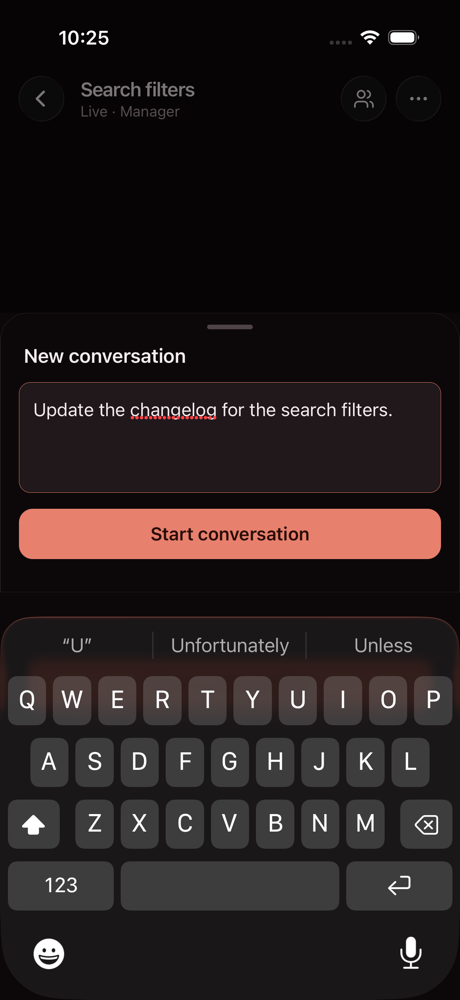 10:25
Search filters
Live · Manager
New conversation
Update the changelog for the search filters.
Start conversation
“U” Unfortunately Unless
Q W E R T Y U I O P
A S D F G H J K L
Z X C V B N M
123